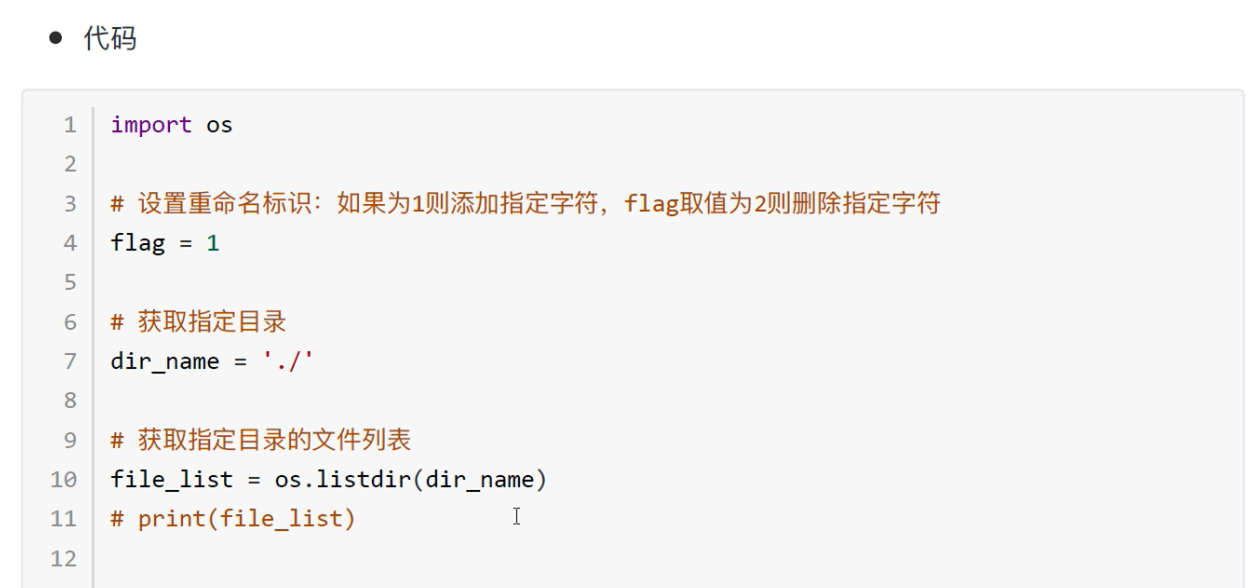 代码
1 import os
2
3 # 设置重命名标识：如果为1则添加指定字符，flag取值为2则删除指定字符
4 flag = 1
5
6 # 获取指定目录
7 dir_name = './'
8
9 # 获取指定目录的文件列表
10 file_list = os.listdir(dir_name)
11 # print(file_list)
12